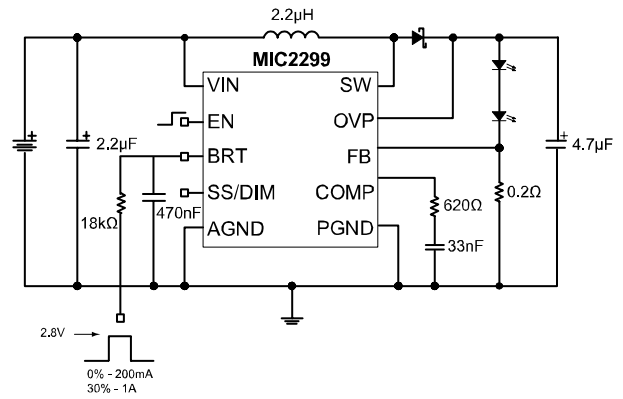 2.2µH
MIC2299
VIN
SW
EN
OVP
2.2µF
4.7µF
BRT
FB
SS/DIM
COMP
0.2Ω
18kΩ
470nF
620Ω
AGND
PGND
33nF
2.8V
0% - 200mA
30% - 1A